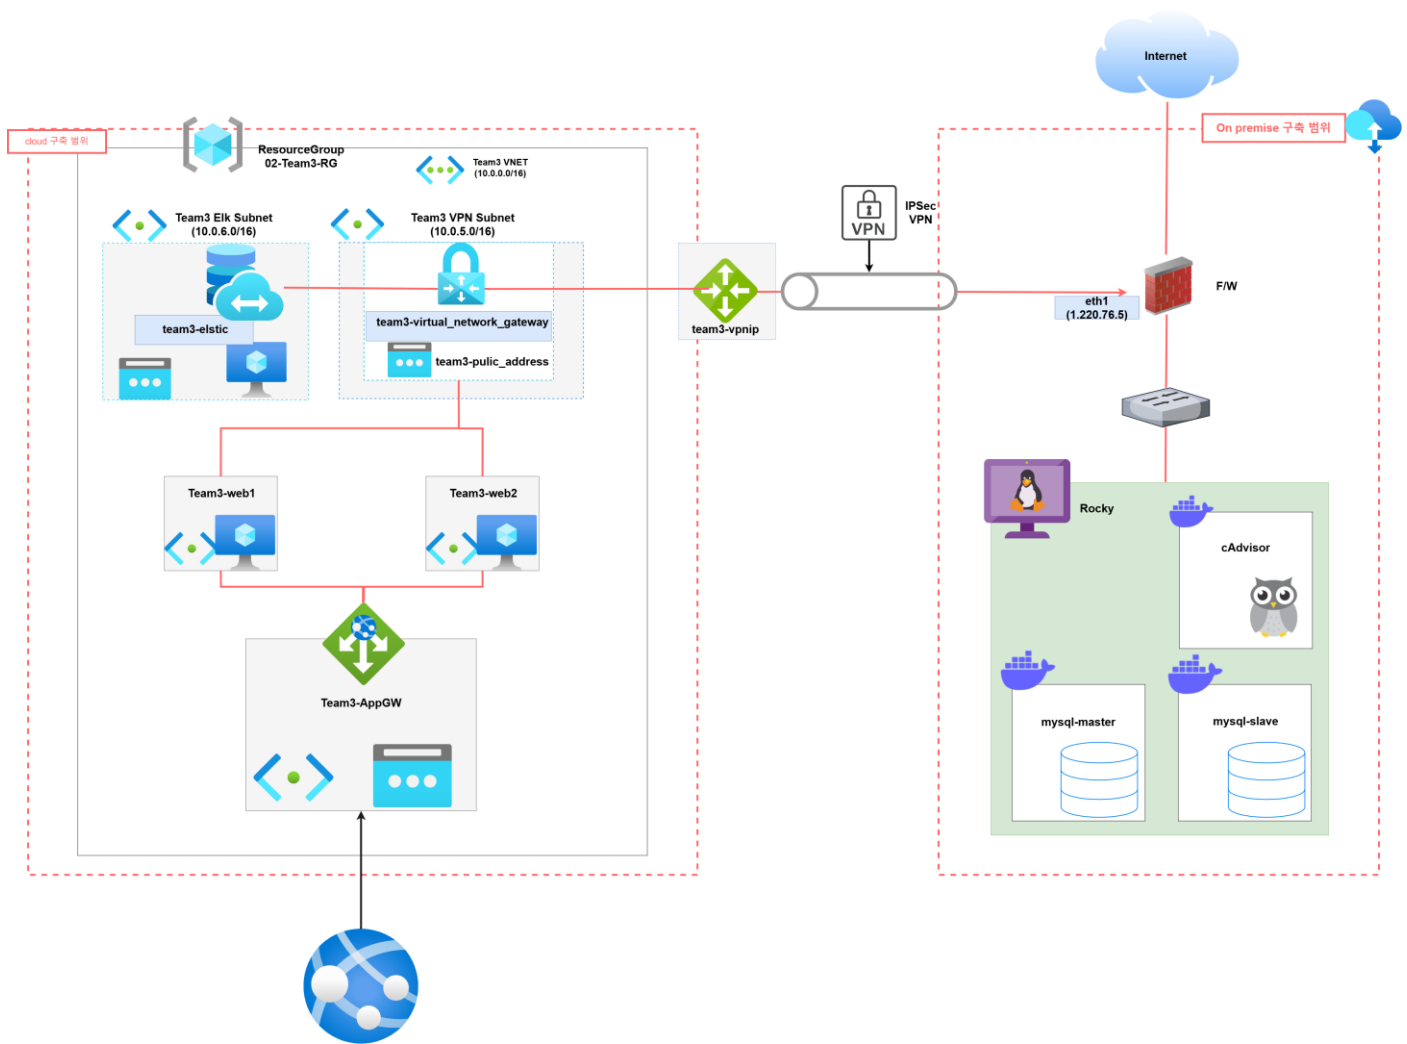 Internet
cloud 구축 범위
On premise 구축 범위
ResourceGroup
02-Team3-RG
Team3 VNET
(10.0.0.0/16)
Team3 Elk Subnet
(10.0.6.0/16)
Team3 VPN Subnet
(10.0.5.0/16)
VPN
IPSec
VPN
F/W
eth1
(1.220.76.5)
team3-elstic
team3-virtual_network_gateway
team3-vpnip
team3-pulic_address
Team3-web1
Team3-web2
Rocky
cAdvisor
Team3-AppGW
mysql-master
mysql-slave